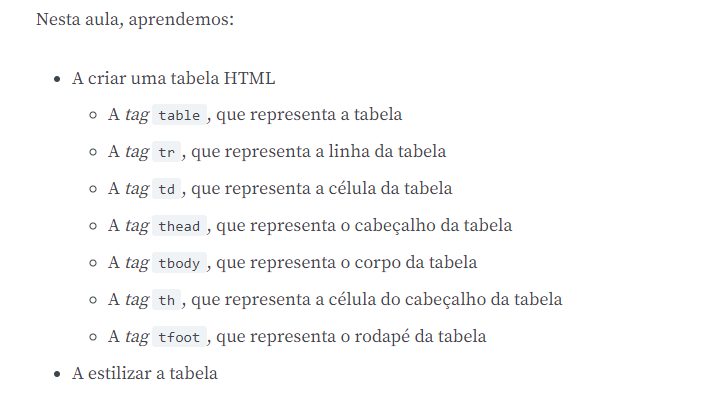 Nesta aula, aprendemos:
A criar uma tabela HTML
A tag table, que representa a tabela
A tag tr, que representa a linha da tabela
A tag td, que representa a célula da tabela
A tag thead, que representa o cabeçalho da tabela
A tag tbody, que representa o corpo da tabela
A tag th, que representa a célula do cabeçalho da tabela
A tag tfoot, que representa o rodapé da tabela
A estilizar a tabela